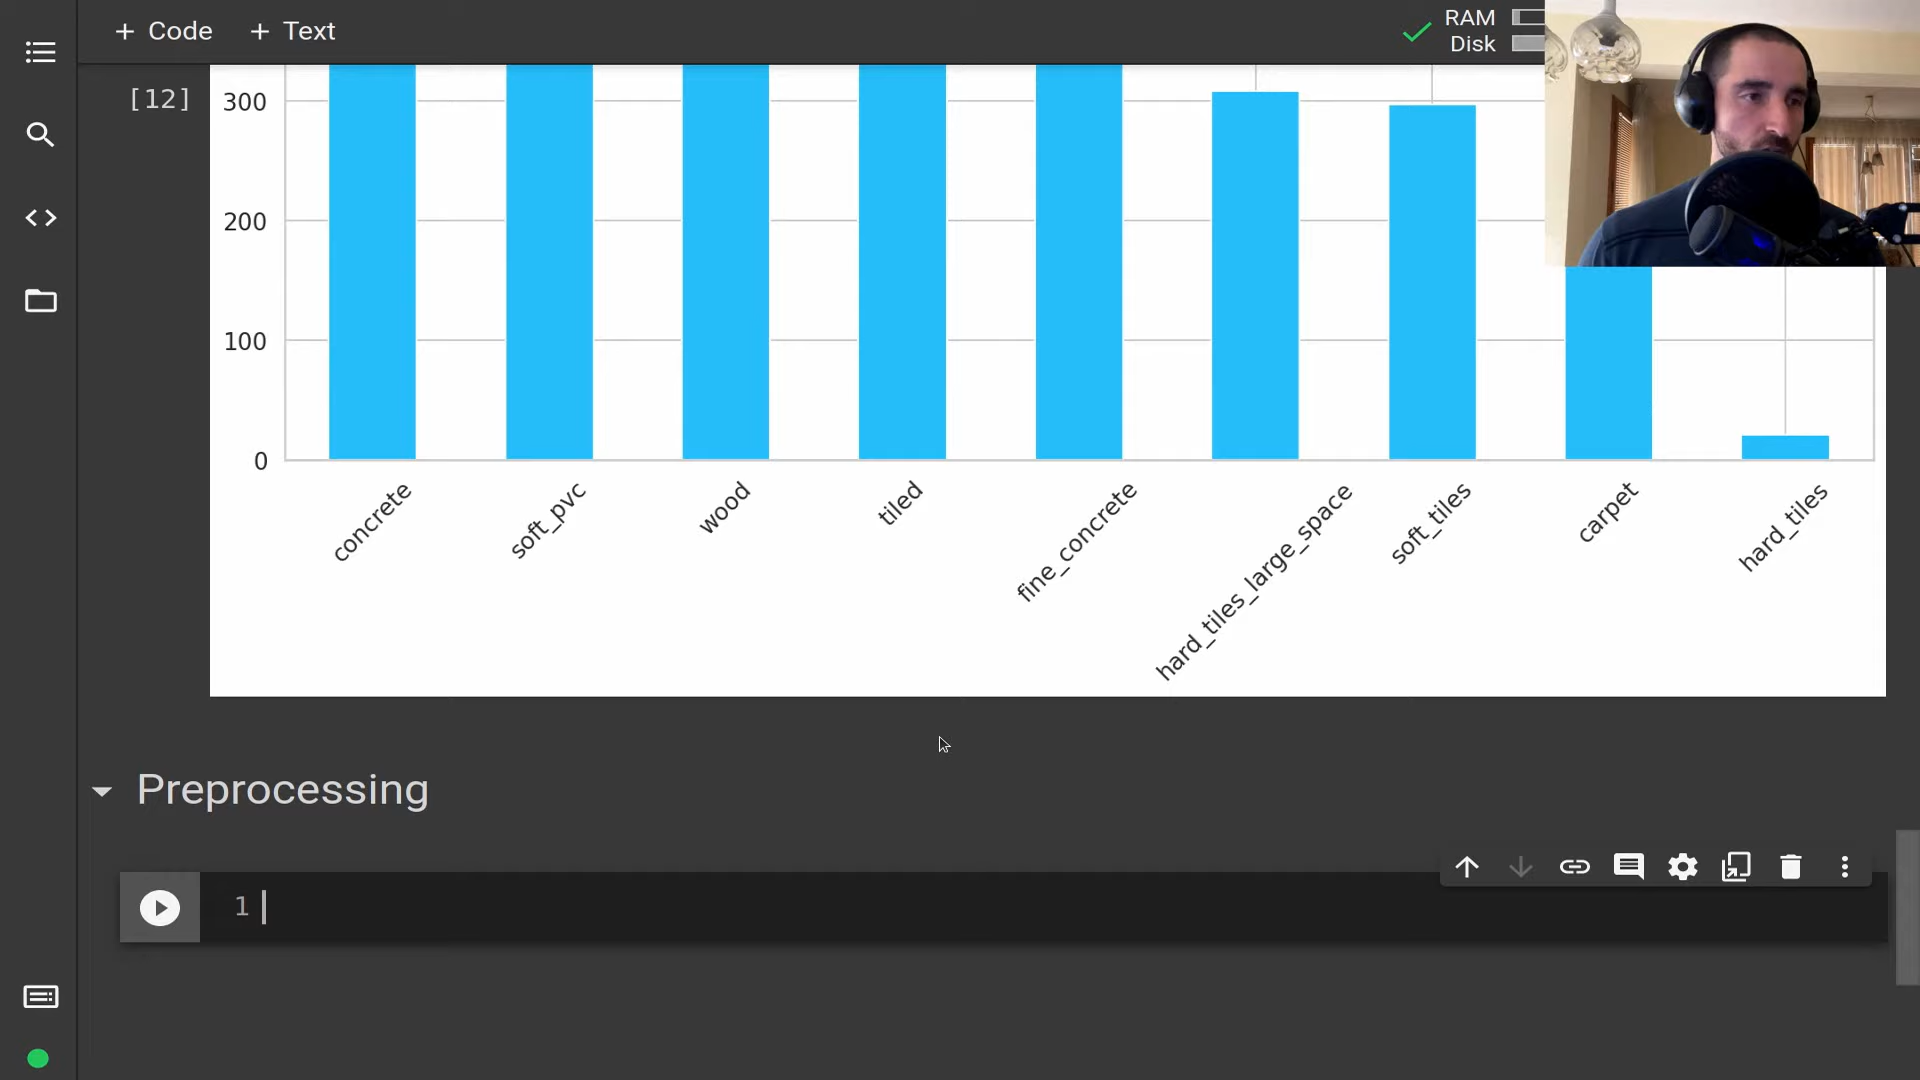 + Code + Text
RAM
Disk
[12]
300
200
100
0
concrete
soft_pvc
wood
tiled
fine_concrete
hard_tiles_large_space
soft_tiles
carpet
hard_tiles
Preprocessing
1